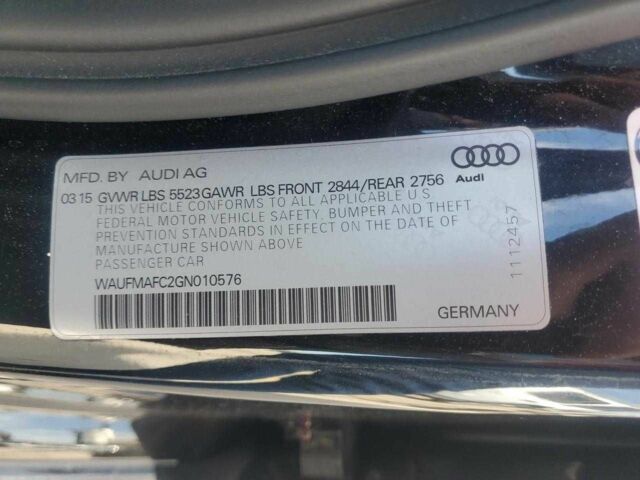 MFD. BY AUDI AG
Audi
03 15 GVWR LBS 5523 GAWR LBS FRONT 2844/REAR 2756
THIS VEHICLE CONFORMS TO ALL APPLICABLE U S
FEDERAL MOTOR VEHICLE SAFETY, BUMPER AND THEFT
PREVENTION STANDARDS IN EFFECT ON THE DATE OF
MANUFACTURE SHOWN ABOVE
PASSENGER CAR
WAUFMAFC2GN010576
GERMANY
1112457